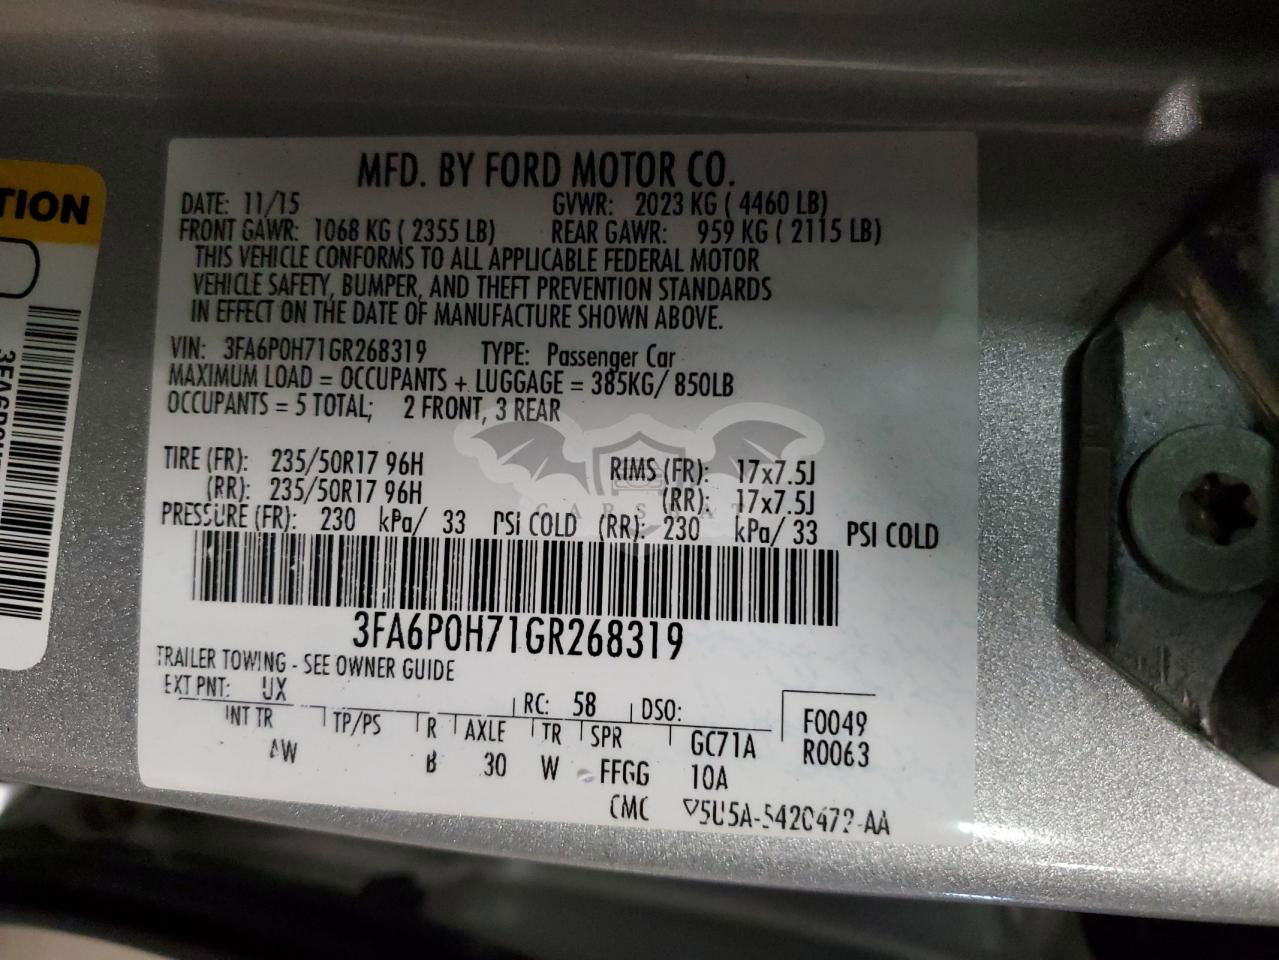 MFD. BY FORD MOTOR CO.
DATE: 11/15 GVWR: 2023 KG ( 4460 LB)
FRONT GAWR: 1068 KG ( 2355 LB) REAR GAWR: 959 KG ( 2115 LB)
THIS VEHICLE CONFORMS TO ALL APPLICABLE FEDERAL MOTOR
VEHICLE SAFETY, BUMPER, AND THEFT PREVENTION STANDARDS
IN EFFECT ON THE DATE OF MANUFACTURE SHOWN ABOVE.
VIN: 3FA6P0H71GR268319 TYPE: Passenger Car
MAXIMUM LOAD = OCCUPANTS + LUGGAGE = 385KG/ 850LB
OCCUPANTS = 5 TOTAL; 2 FRONT, 3 REAR
TIRE (FR): 235/50R17 96H RIMS (FR): 17x7.5J
(RR): 235/50R17 96H (RR): 17x7.5J
PRESSURE (FR): 230 kPa/ 33 PSI COLD (RR): 230 kPa/ 33 PSI COLD
3FA6P0H71GR268319
TRAILER TOWING - SEE OWNER GUIDE
EXT PNT: UX RC: 58 DSO: F0049
INT TR TP/PS R AXLE TR SPR GC71A R0063
AW B 30 W FFGG 10A
CMC 5U5A-5420472-AA
TION